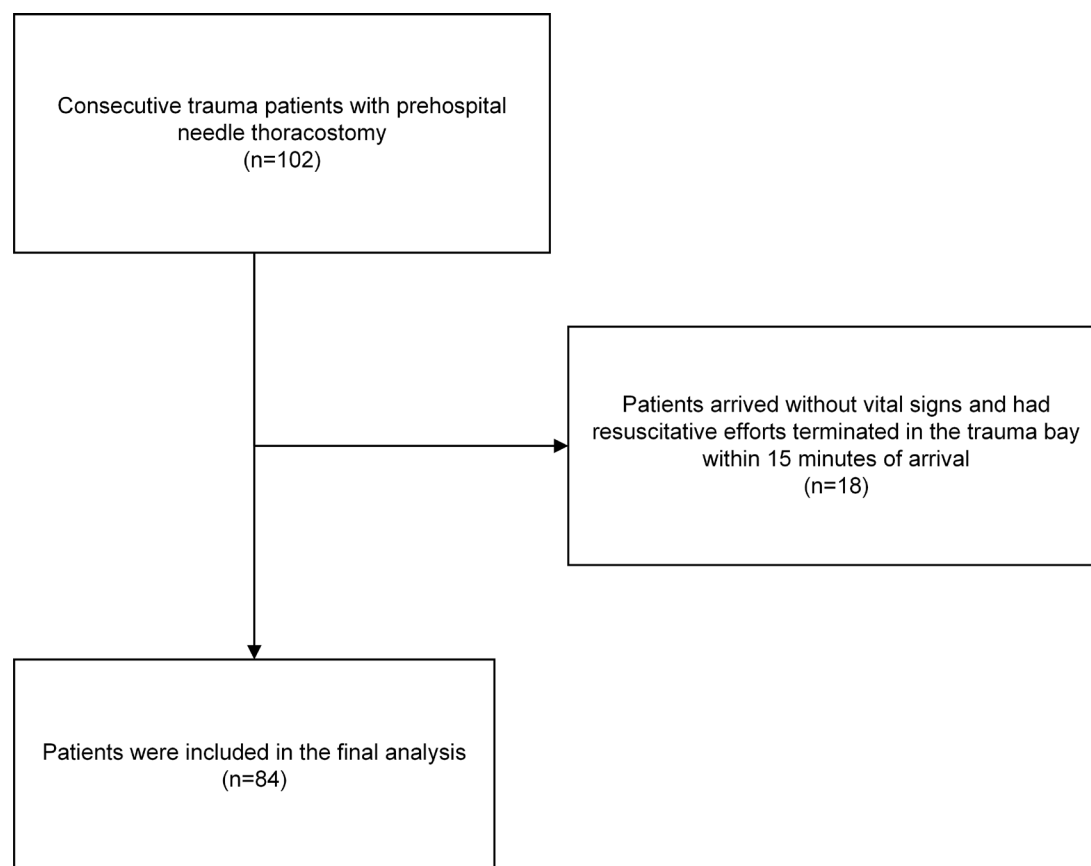 Consecutive trauma patients with prehospital
needle thoracostomy
(n=102)
Patients arrived without vital signs and had
resuscitative efforts terminated in the trauma bay
within 15 minutes of arrival
(n=18)
Patients were included in the final analysis
(n=84)